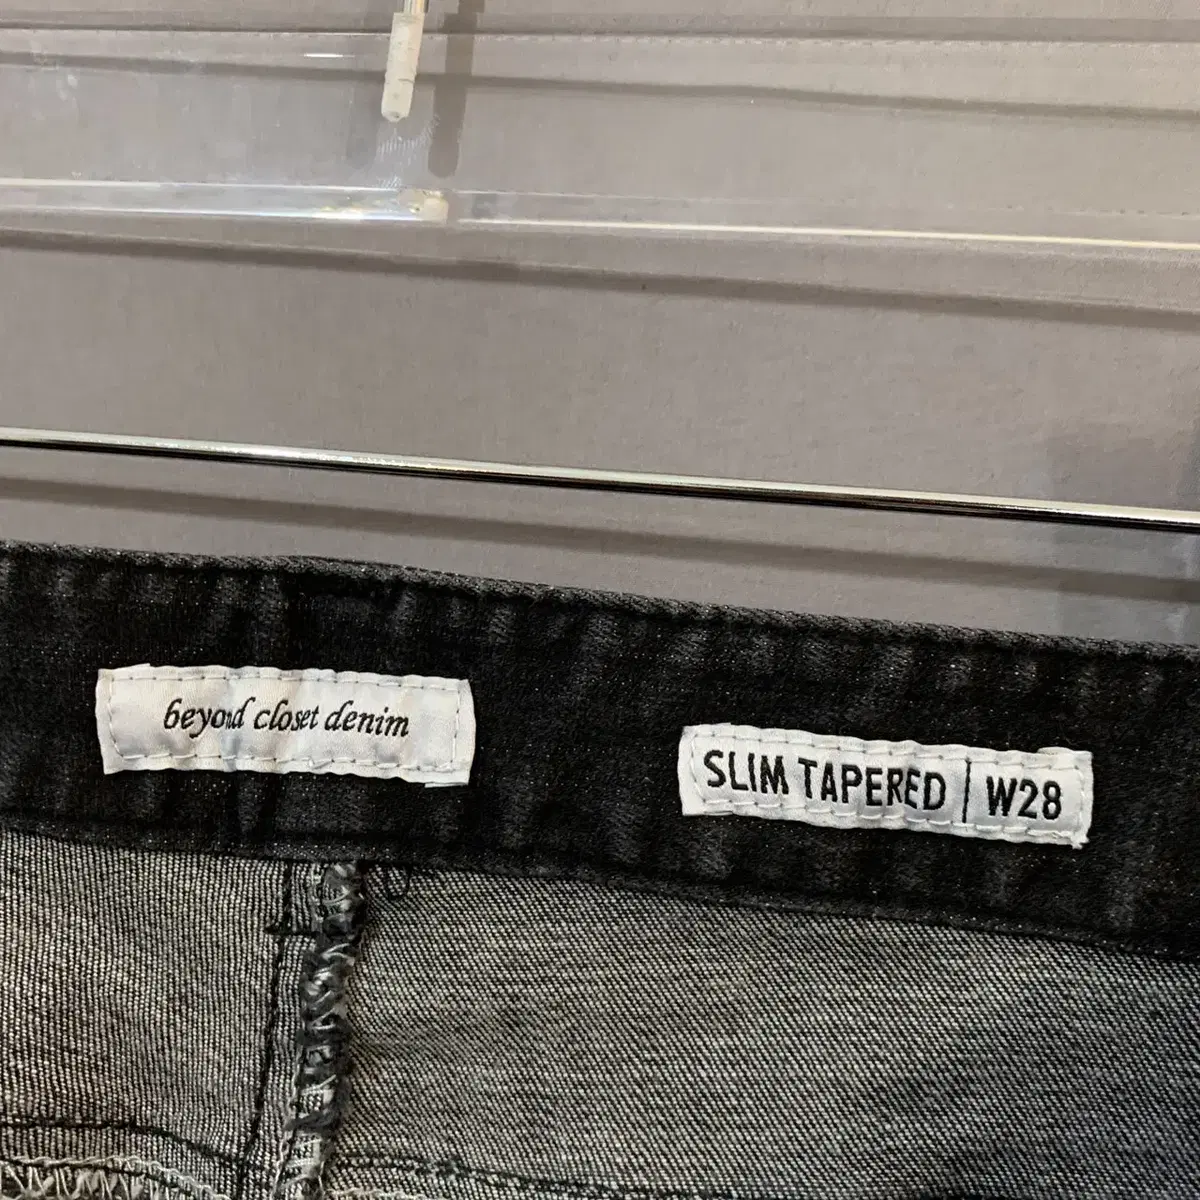 beyond closet denim
SLIM TAPERED | W28